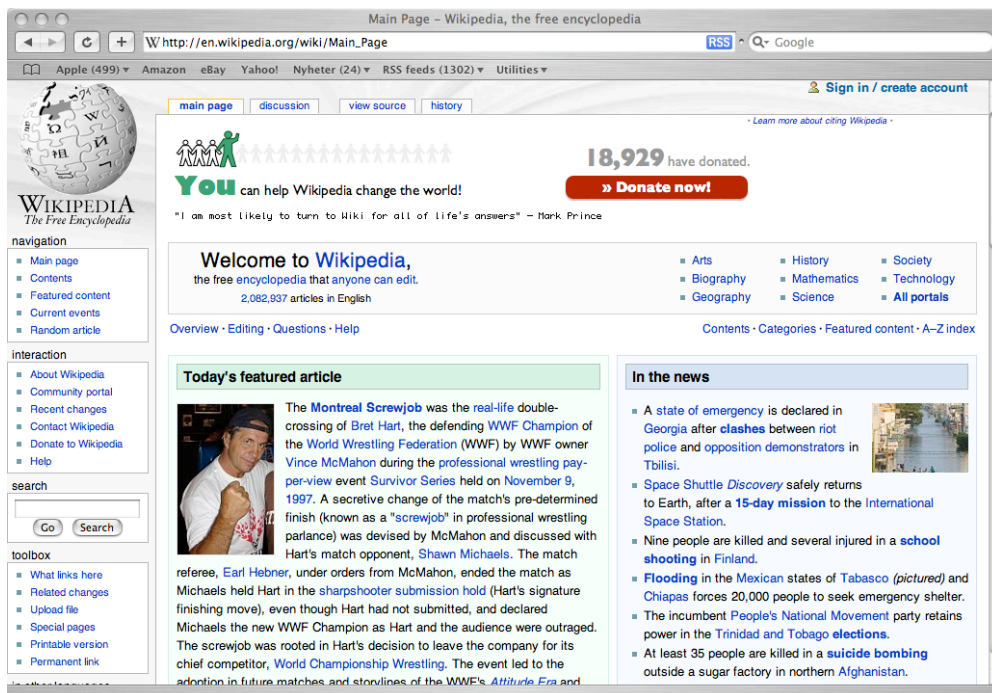 Main Page – Wikipedia, the free encyclopedia
http://en.wikipedia.org/wiki/Main_Page
RSS
Google
Apple (499)
Amazon
eBay
Yahoo!
Nyheter (24)
RSS feeds (1302)
Utilities
WIKIPEDIA
The Free Encyclopedia
navigation
Main page
Contents
Featured content
Current events
Random article
interaction
About Wikipedia
Community portal
Recent changes
Contact Wikipedia
Donate to Wikipedia
Help
search
Go
Search
toolbox
What links here
Related changes
Upload file
Special pages
Printable version
Permanent link
in other languages
Sign in / create account
main page
discussion
view source
history
· Learn more about citing Wikipedia ·
You can help Wikipedia change the world!
18,929 have donated.
» Donate now!
"I am most likely to turn to Wiki for all of life's answers" — Mark Prince
Welcome to Wikipedia,
the free encyclopedia that anyone can edit.
2,082,937 articles in English
Arts
Biography
Geography
History
Mathematics
Science
Society
Technology
All portals
Overview · Editing · Questions · Help
Contents · Categories · Featured content · A–Z index
Today's featured article
The Montreal Screwjob was the real-life double-
crossing of Bret Hart, the defending WWF Champion of
the World Wrestling Federation (WWF) by WWF owner
Vince McMahon during the professional wrestling pay-
per-view event Survivor Series held on November 9,
1997. A secretive change of the match's pre-determined
finish (known as a "screwjob" in professional wrestling
parlance) was devised by McMahon and discussed with
Hart's match opponent, Shawn Michaels. The match
referee, Earl Hebner, under orders from McMahon, ended the match as
Michaels held Hart in the sharpshooter submission hold (Hart's signature
finishing move), even though Hart had not submitted, and declared
Michaels the new WWF Champion as Hart and the audience were outraged.
The screwjob was rooted in Hart's decision to leave the company for its
chief competitor, World Championship Wrestling. The event led to the
adoption in future matches and storylines of the WWF's Attitude Era and
In the news
A state of emergency is declared in
Georgia after clashes between riot
police and opposition demonstrators in
Tbilisi.
Space Shuttle Discovery safely returns
to Earth, after a 15-day mission to the International
Space Station.
Nine people are killed and several injured in a school
shooting in Finland.
Flooding in the Mexican states of Tabasco (pictured) and
Chiapas forces 20,000 people to seek emergency shelter.
The incumbent People's National Movement party retains
power in the Trinidad and Tobago elections.
At least 35 people are killed in a suicide bombing
outside a sugar factory in northern Afghanistan.